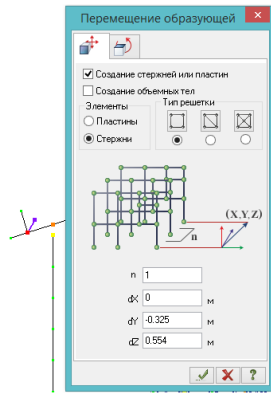 Перемещение образующей
Создание стержней или пластин
Создание объемных тел
Элементы
Тип решетки
Пластины
Стержни
(X,Y,Z)
n
n 1
dX 0 м
dY -0.325 м
dZ 0.554 м